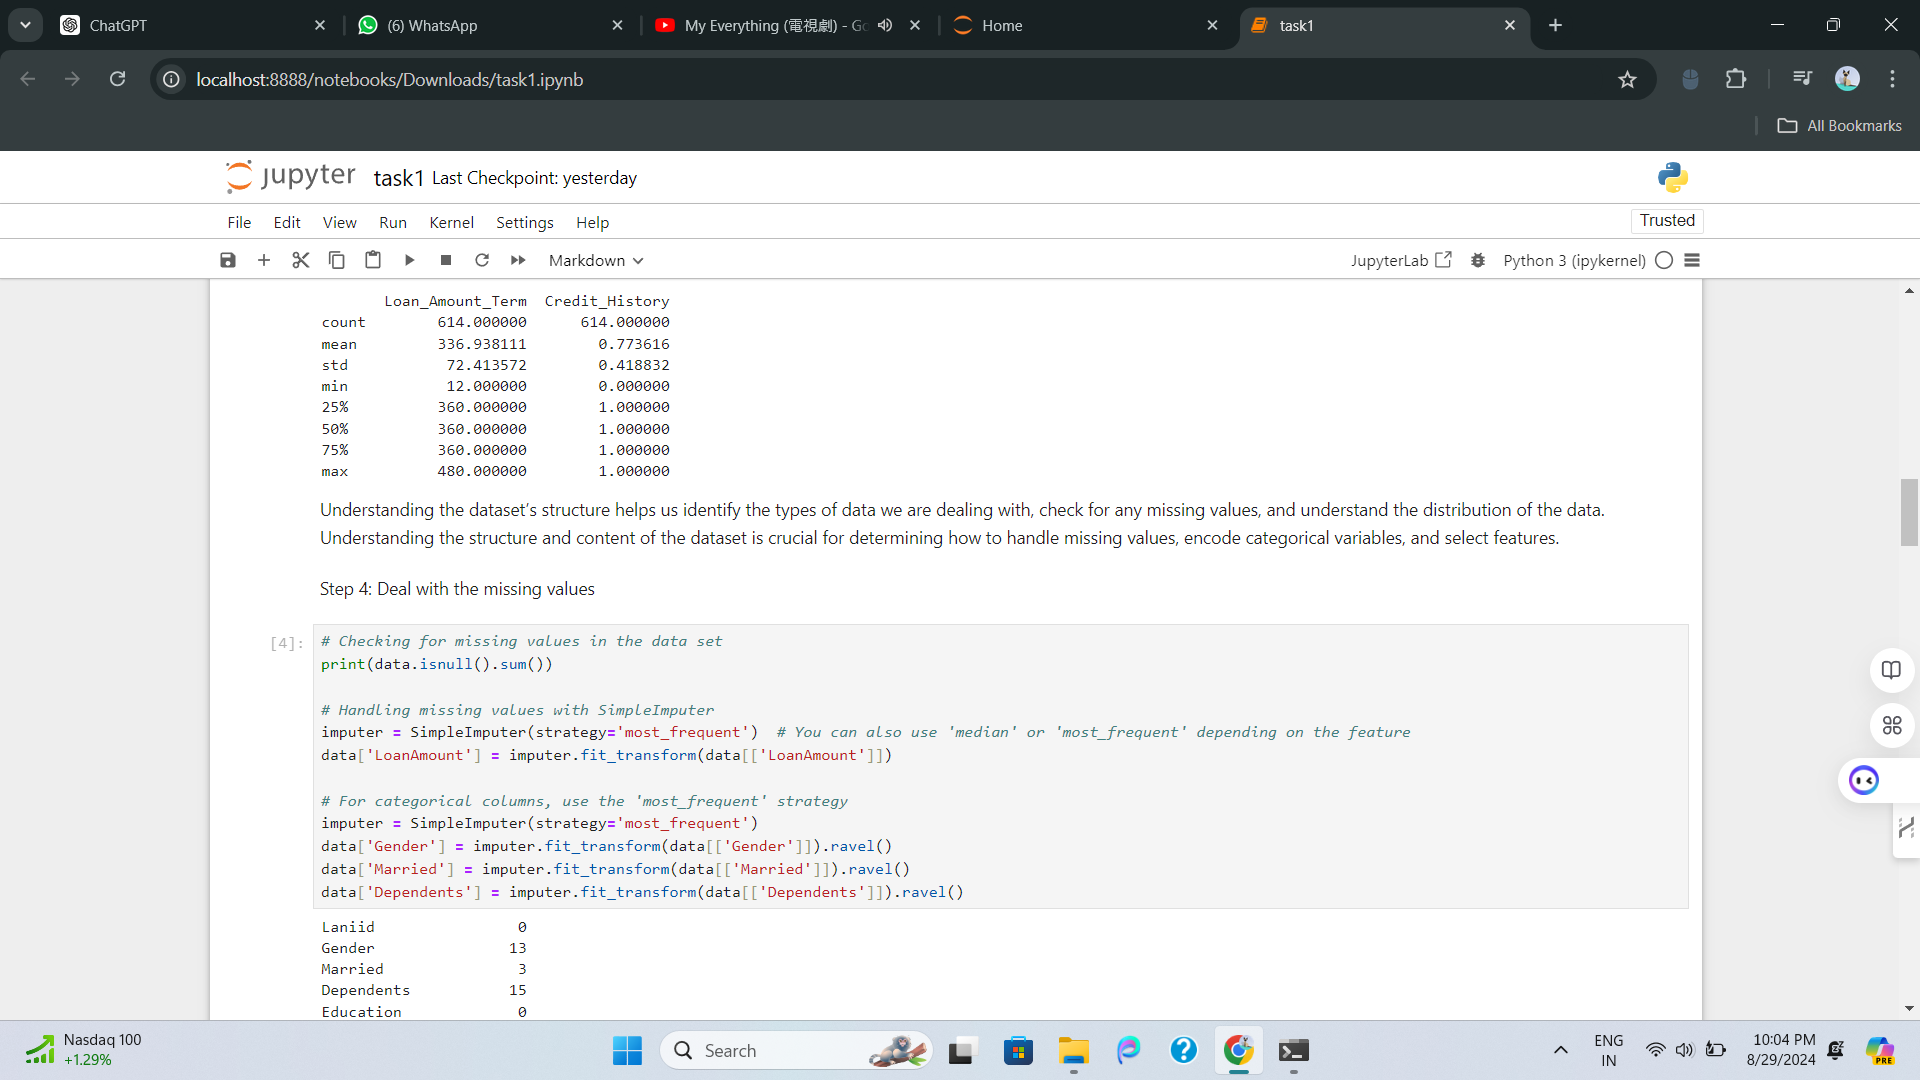 ChatGPT
(6) WhatsApp
My Everything (電視劇) - Go
Home
task1
localhost:8888/notebooks/Downloads/task1.ipynb
All Bookmarks
jupyter task1 Last Checkpoint: yesterday
File Edit View Run Kernel Settings Help
Trusted
Markdown
JupyterLab
Python 3 (ipykernel)
Loan_Amount_Term Credit_History
count 614.000000 614.000000
mean 336.938111 0.773616
std 72.413572 0.418832
min 12.000000 0.000000
25% 360.000000 1.000000
50% 360.000000 1.000000
75% 360.000000 1.000000
max 480.000000 1.000000
Understanding the dataset's structure helps us identify the types of data we are dealing with, check for any missing values, and understand the distribution of the data.
Understanding the structure and content of the dataset is crucial for determining how to handle missing values, encode categorical variables, and select features.
Step 4: Deal with the missing values
[4]:
# Checking for missing values in the data set
print(data.isnull().sum())
# Handling missing values with SimpleImputer
imputer = SimpleImputer(strategy='most_frequent')  # You can also use 'median' or 'most_frequent' depending on the feature
data['LoanAmount'] = imputer.fit_transform(data[['LoanAmount']])
# For categorical columns, use the 'most_frequent' strategy
imputer = SimpleImputer(strategy='most_frequent')
data['Gender'] = imputer.fit_transform(data[['Gender']]).ravel()
data['Married'] = imputer.fit_transform(data[['Married']]).ravel()
data['Dependents'] = imputer.fit_transform(data[['Dependents']]).ravel()
Laniid 0
Gender 13
Married 3
Dependents 15
Education 0
Nasdaq 100
+1.29%
Search
ENG
IN
10:04 PM
8/29/2024
PRE